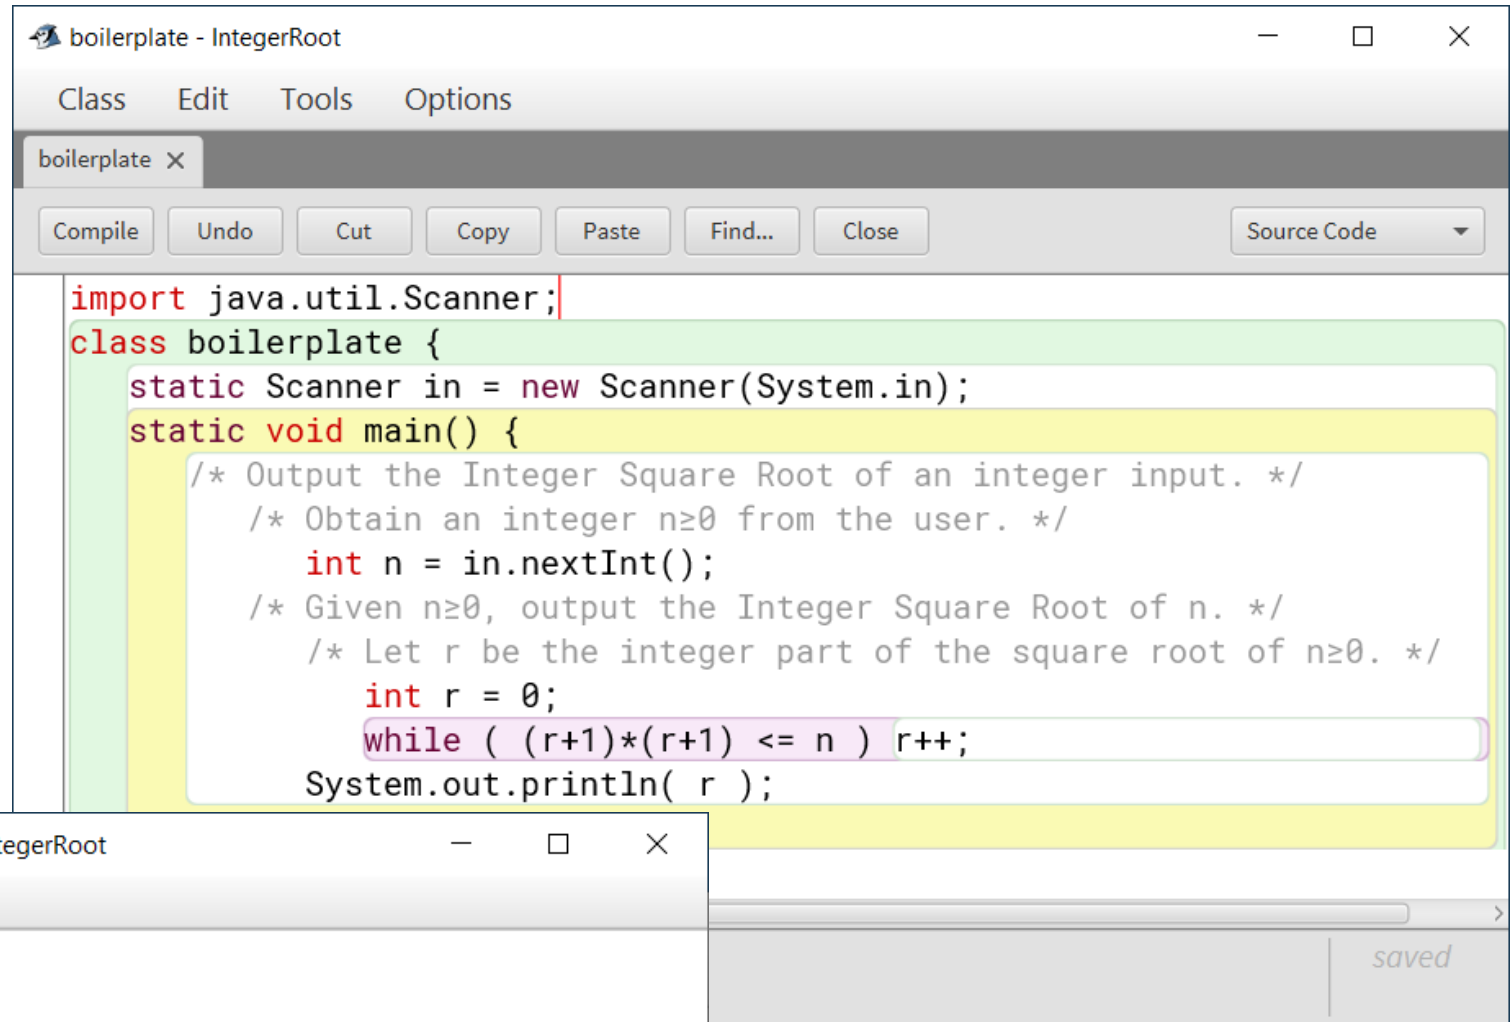 boilerplate - IntegerRoot
Class Edit Tools Options
boilerplate
Compile Undo Cut Copy Paste Find... Close Source Code
import java.util.Scanner;
class boilerplate {
static Scanner in = new Scanner(System.in);
static void main() {
/* Output the Integer Square Root of an integer input. */
/* Obtain an integer n≥0 from the user. */
int n = in.nextInt();
/* Given n≥0, output the Integer Square Root of n. */
/* Let r be the integer part of the square root of n≥0. */
int r = 0;
while ( (r+1)*(r+1) <= n ) r++;
System.out.println( r );
tegerRoot
saved